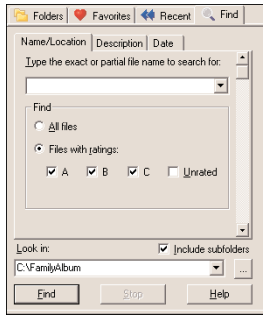 Folders Favorites Recent Find
Name/Location Description Date
Type the exact or partial file name to search for:
Find
All files
Files with ratings:
A B C Unrated
Look in: Include subfolders
C:\FamilyAlbum ...
Find Stop Help